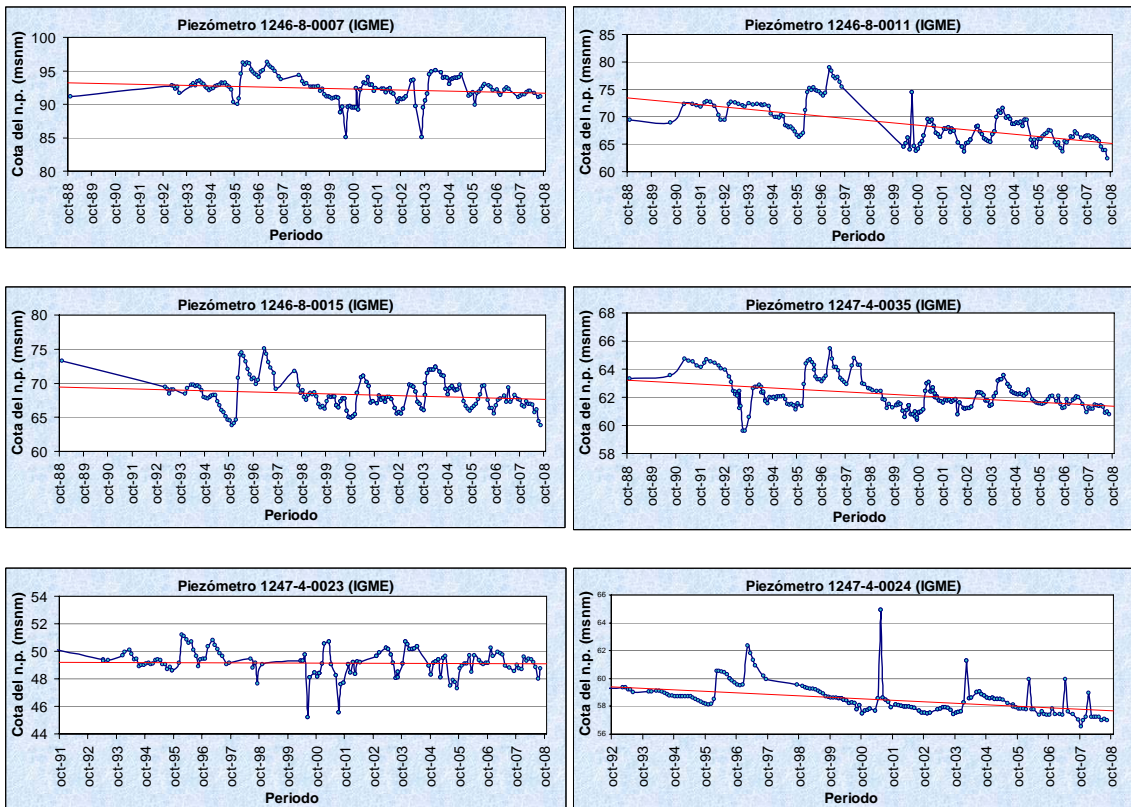 Piezómetro 1246-8-0007 (IGME)
Cota del n.p. (msnm)
100
95
90
85
80
oct-88
oct-89
oct-90
oct-91
oct-92
oct-93
oct-94
oct-95
oct-96
oct-97
oct-98
oct-99
oct-00
oct-01
oct-02
oct-03
oct-04
oct-05
oct-06
oct-07
oct-08
Periodo
Piezómetro 1246-8-0011 (IGME)
Cota del n.p. (msnm)
85
80
75
70
65
60
oct-88
oct-89
oct-90
oct-91
oct-92
oct-93
oct-94
oct-95
oct-96
oct-97
oct-98
oct-99
oct-00
oct-01
oct-02
oct-03
oct-04
oct-05
oct-06
oct-07
oct-08
Periodo
Piezómetro 1246-8-0015 (IGME)
Cota del n.p. (msnm)
80
75
70
65
60
oct-88
oct-89
oct-90
oct-91
oct-92
oct-93
oct-94
oct-95
oct-96
oct-97
oct-98
oct-99
oct-00
oct-01
oct-02
oct-03
oct-04
oct-05
oct-06
oct-07
oct-08
Periodo
Piezómetro 1247-4-0035 (IGME)
Cota del n.p. (msnm)
68
66
64
62
60
58
oct-88
oct-89
oct-90
oct-91
oct-92
oct-93
oct-94
oct-95
oct-96
oct-97
oct-98
oct-99
oct-00
oct-01
oct-02
oct-03
oct-04
oct-05
oct-06
oct-07
oct-08
Periodo
Piezómetro 1247-4-0023 (IGME)
Cota del n.p. (msnm)
54
52
50
48
46
44
oct-91
oct-92
oct-93
oct-94
oct-95
oct-96
oct-97
oct-98
oct-99
oct-00
oct-01
oct-02
oct-03
oct-04
oct-05
oct-06
oct-07
oct-08
Periodo
Piezómetro 1247-4-0024 (IGME)
Cota del n.p. (msnm)
66
64
62
60
58
56
oct-92
oct-93
oct-94
oct-95
oct-96
oct-97
oct-98
oct-99
oct-00
oct-01
oct-02
oct-03
oct-04
oct-05
oct-06
oct-07
oct-08
Periodo